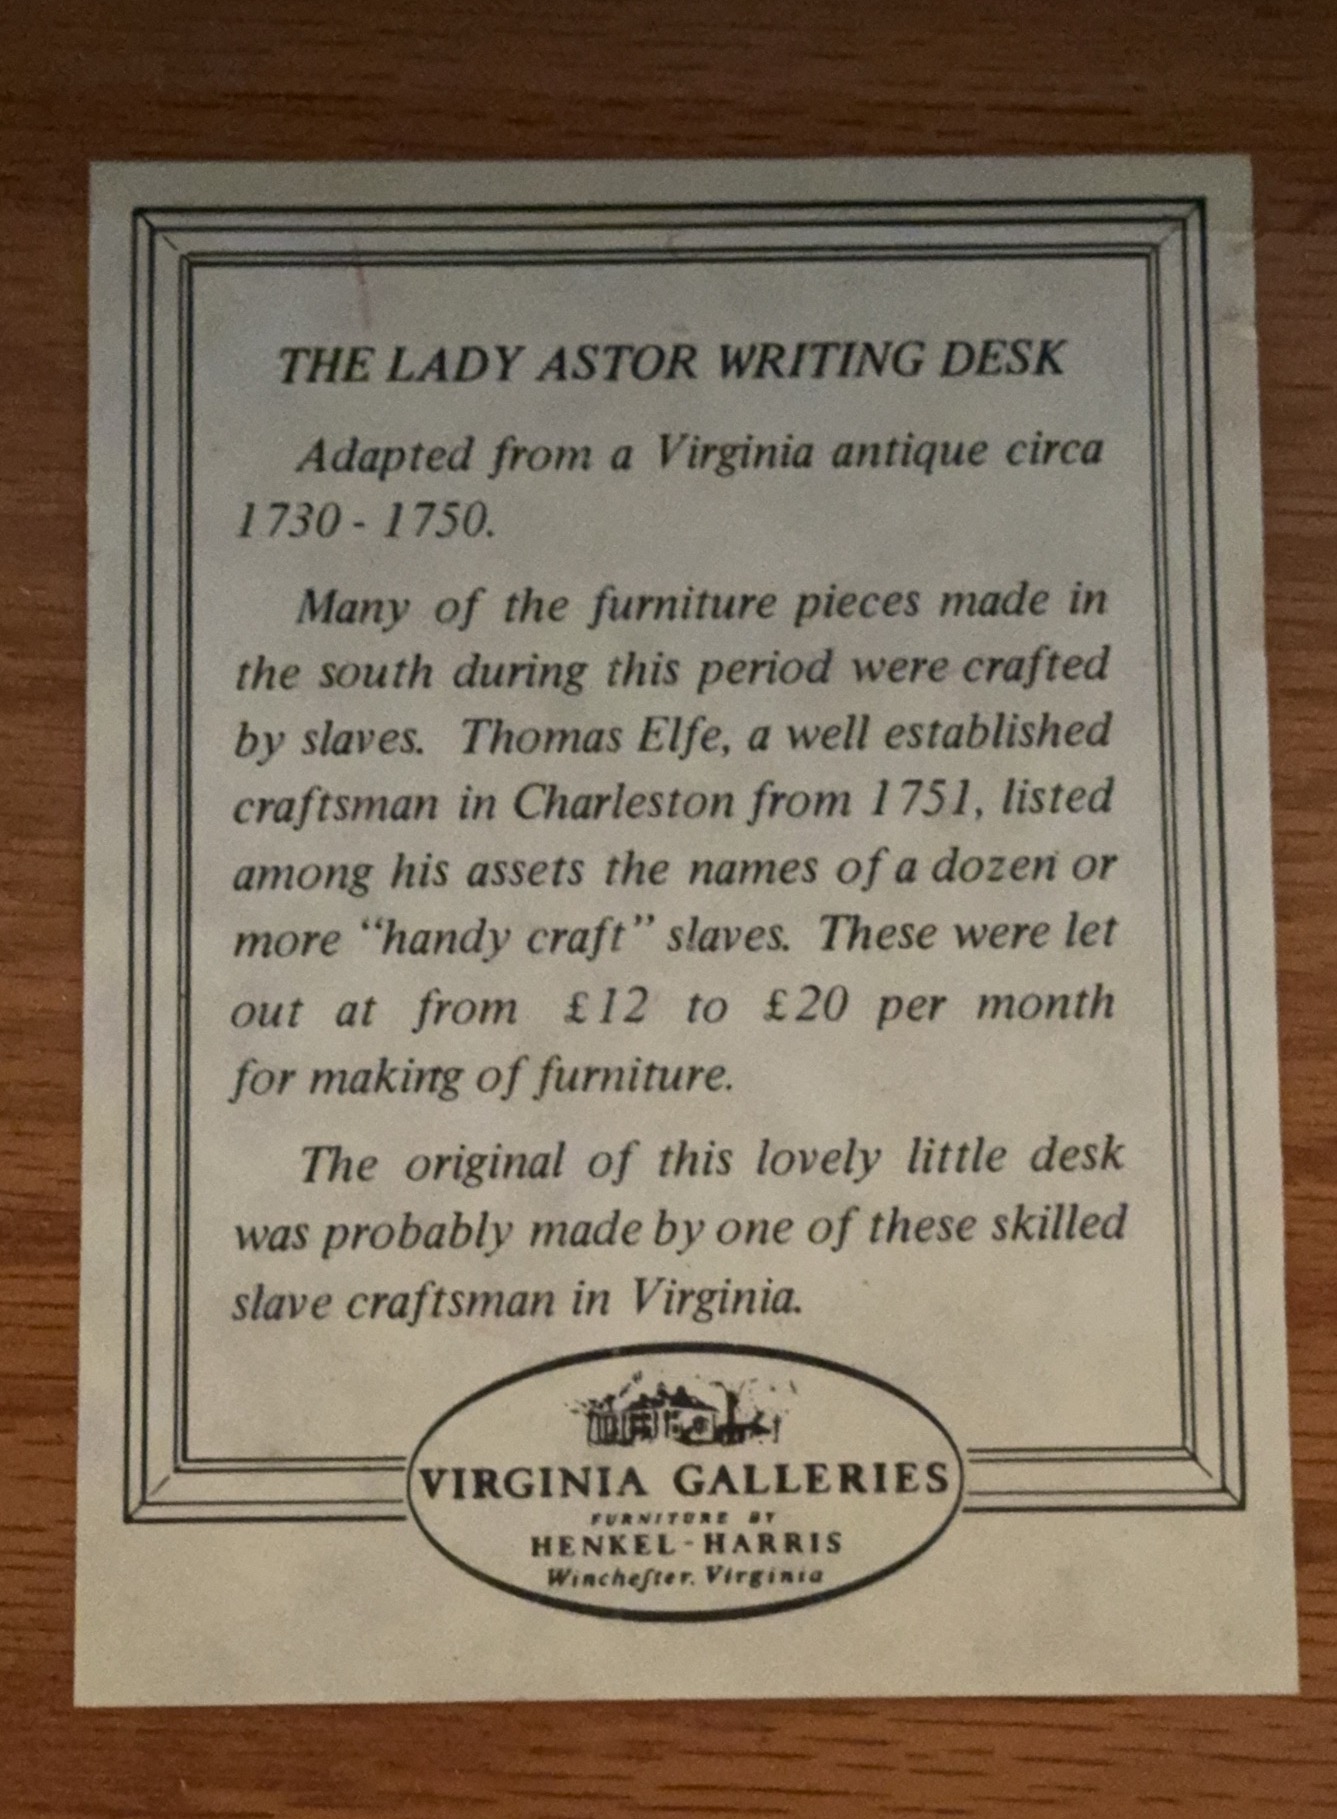 THE LADY ASTOR WRITING DESK
Adapted from a Virginia antique circa
1730 - 1750.
Many of the furniture pieces made in
the south during this period were crafted
by slaves. Thomas Elfe, a well established
craftsman in Charleston from 1751, listed
among his assets the names of a dozen or
more “handy craft” slaves. These were let
out at from £12 to £20 per month
for making of furniture.
The original of this lovely little desk
was probably made by one of these skilled
slave craftsman in Virginia.
VIRGINIA GALLERIES
FURNITURE BY
HENKEL-HARRIS
Wincheſter, Virginia